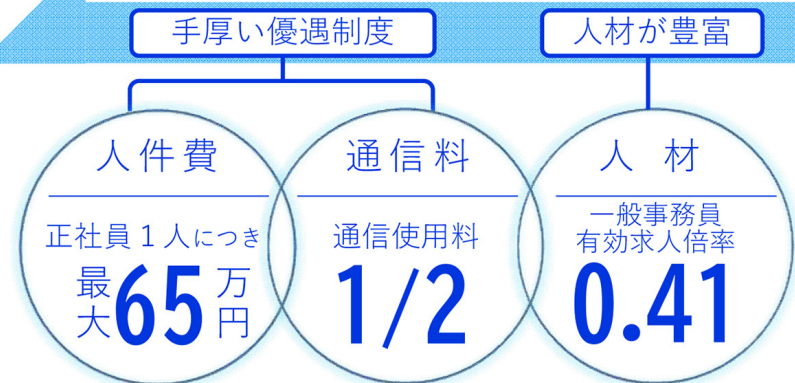 手厚い優遇制度
人材が豊富
人件費
正社員1人につき
最大65万円
通信料
通信使用料
1/2
人材
一般事務員
有効求人倍率
0.41